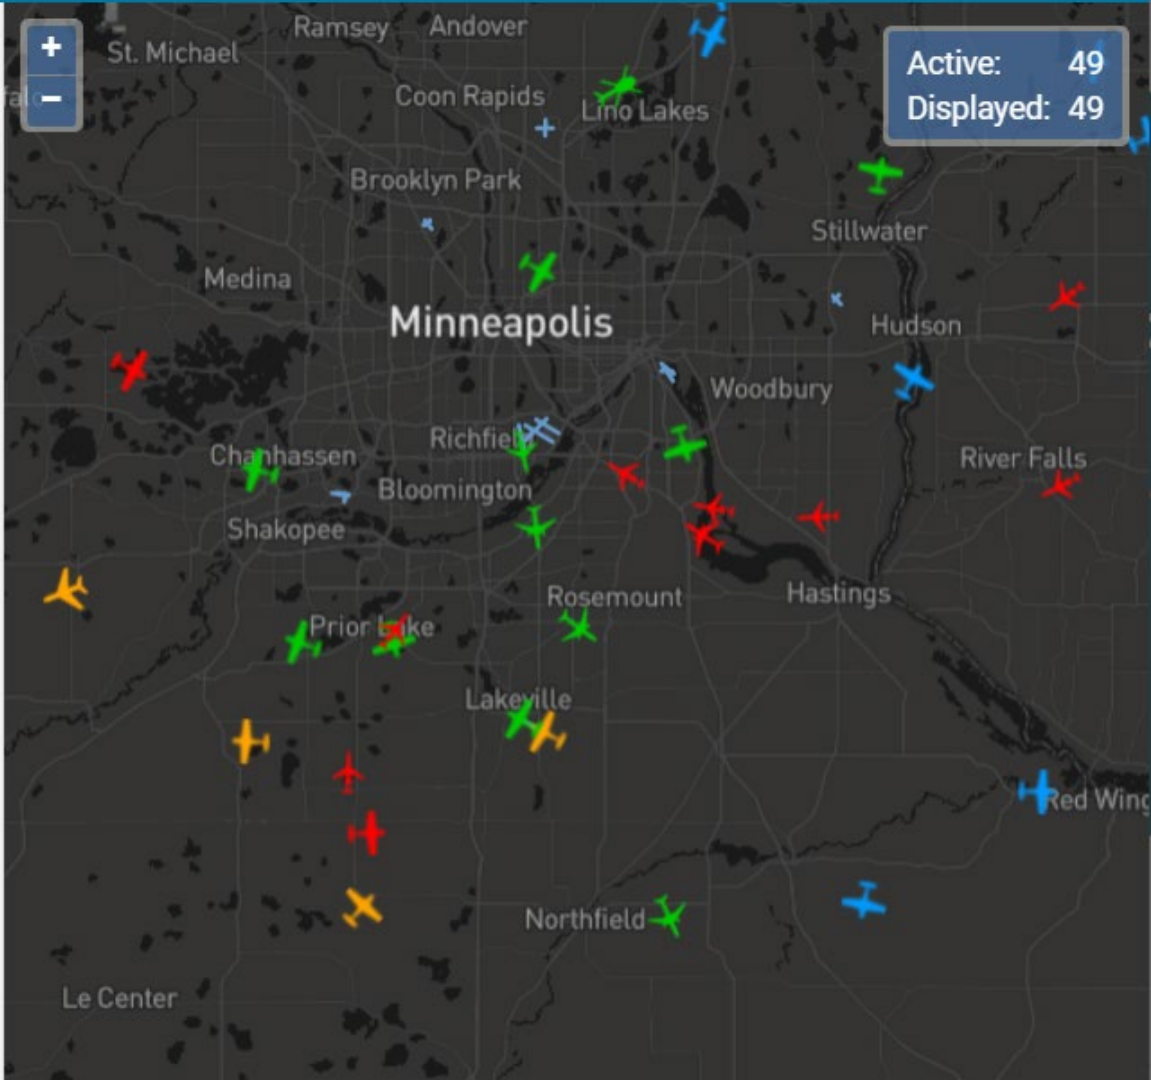 +
−
Ramsey
Andover
St. Michael
Active: 49
Displayed: 49
Coon Rapids
Lino Lakes
Brooklyn Park
Stillwater
Medina
Minneapolis
Hudson
Woodbury
Richfield
Chanhassen
River Falls
Bloomington
Shakopee
Hastings
Rosemount
Prior Lake
Lakeville
Red Wing
Northfield
Le Center